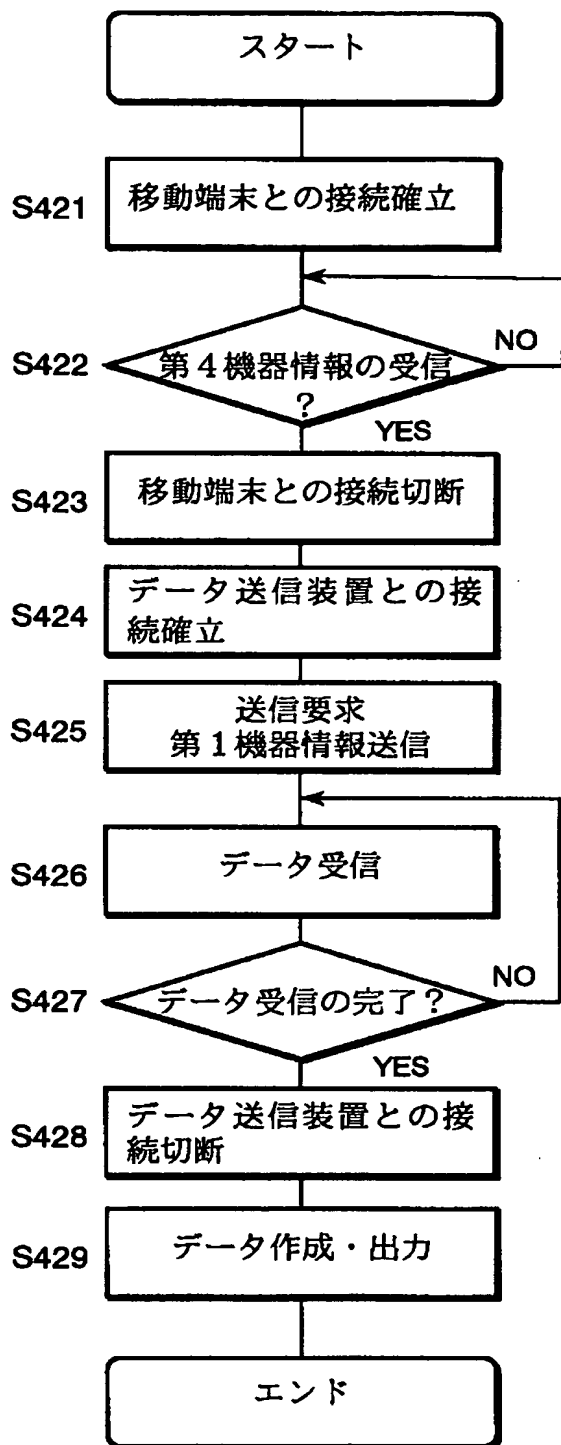 スタート
S421
移動端末との接続確立
S422
第4機器情報の受信
?
NO
YES
S423
移動端末との接続切断
S424
データ送信装置との接
続確立
S425
送信要求
第1機器情報送信
S426
データ受信
S427
データ受信の完了?
NO
YES
S428
データ送信装置との接
続切断
S429
データ作成・出力
エンド